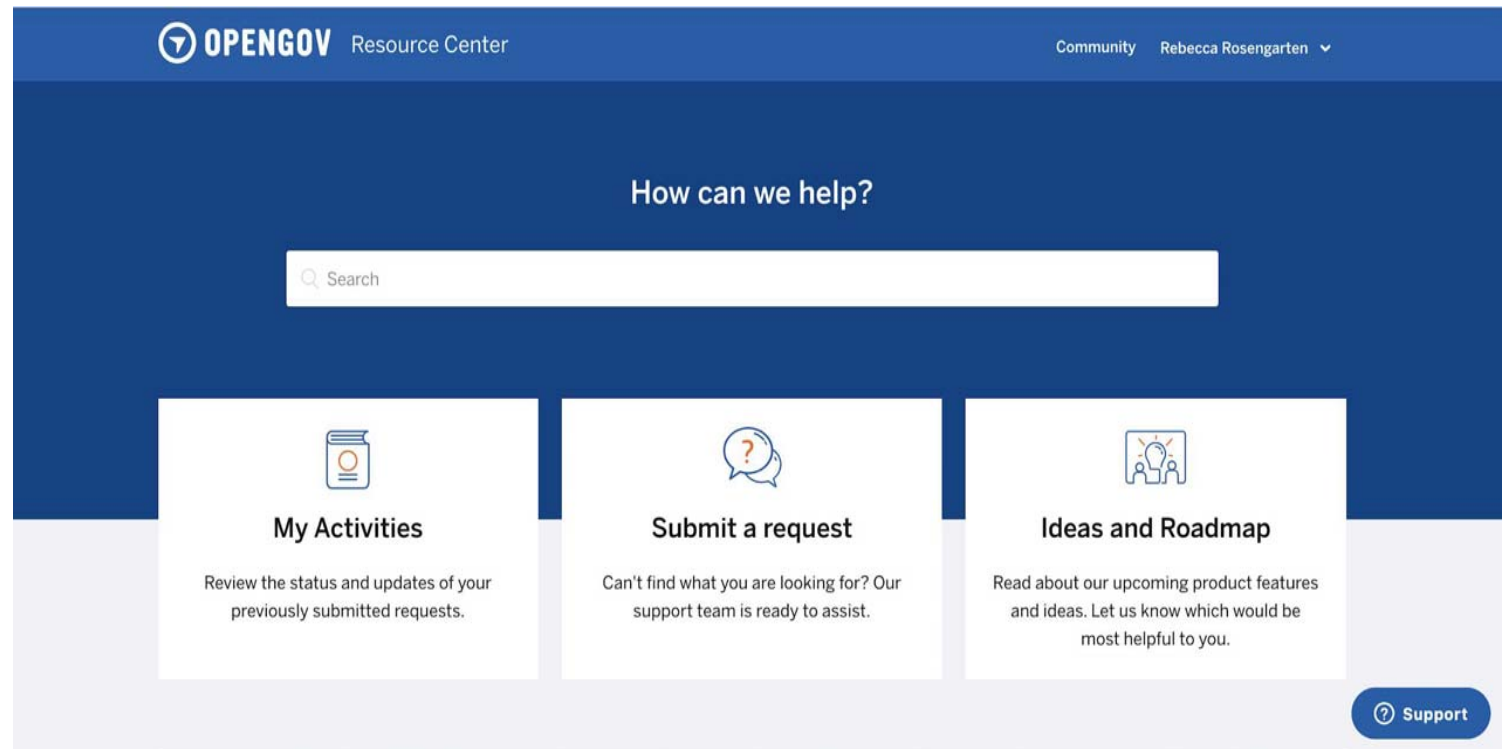 OPENGOV Resource Center
Community Rebecca Rosengarten
How can we help?
Search
?
My Activities
Review the status and updates of your
previously submitted requests.
Submit a request
Can't find what you are looking for? Our
support team is ready to assist.
Ideas and Roadmap
Read about our upcoming product features
and ideas. Let us know which would be
most helpful to you.
? Support